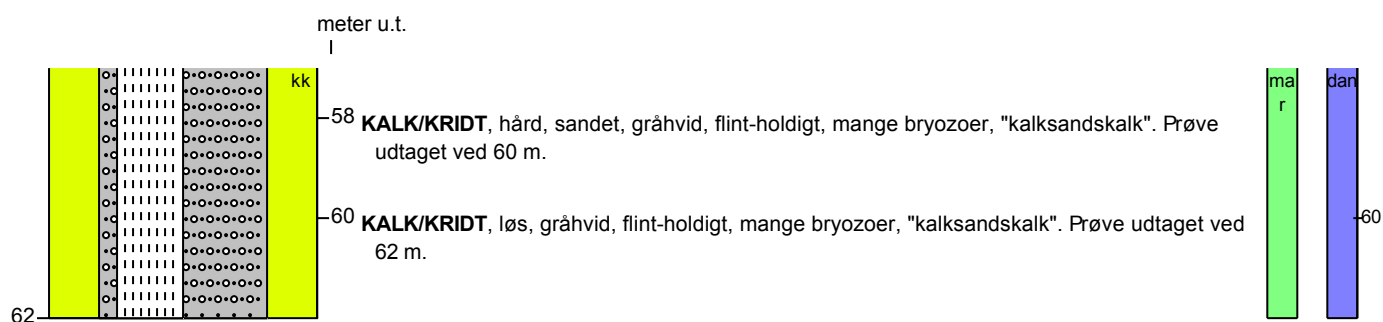 meter u.t.
kk
ma
r
dan
58 KALK/KRIDT, hård, sandet, gråhvid, flint-holdigt, mange bryozoer, "kalksandskalk". Prøve
udtaget ved 60 m.
60 KALK/KRIDT, løs, gråhvid, flint-holdigt, mange bryozoer, "kalksandskalk". Prøve udtaget ved
62 m.
60
62